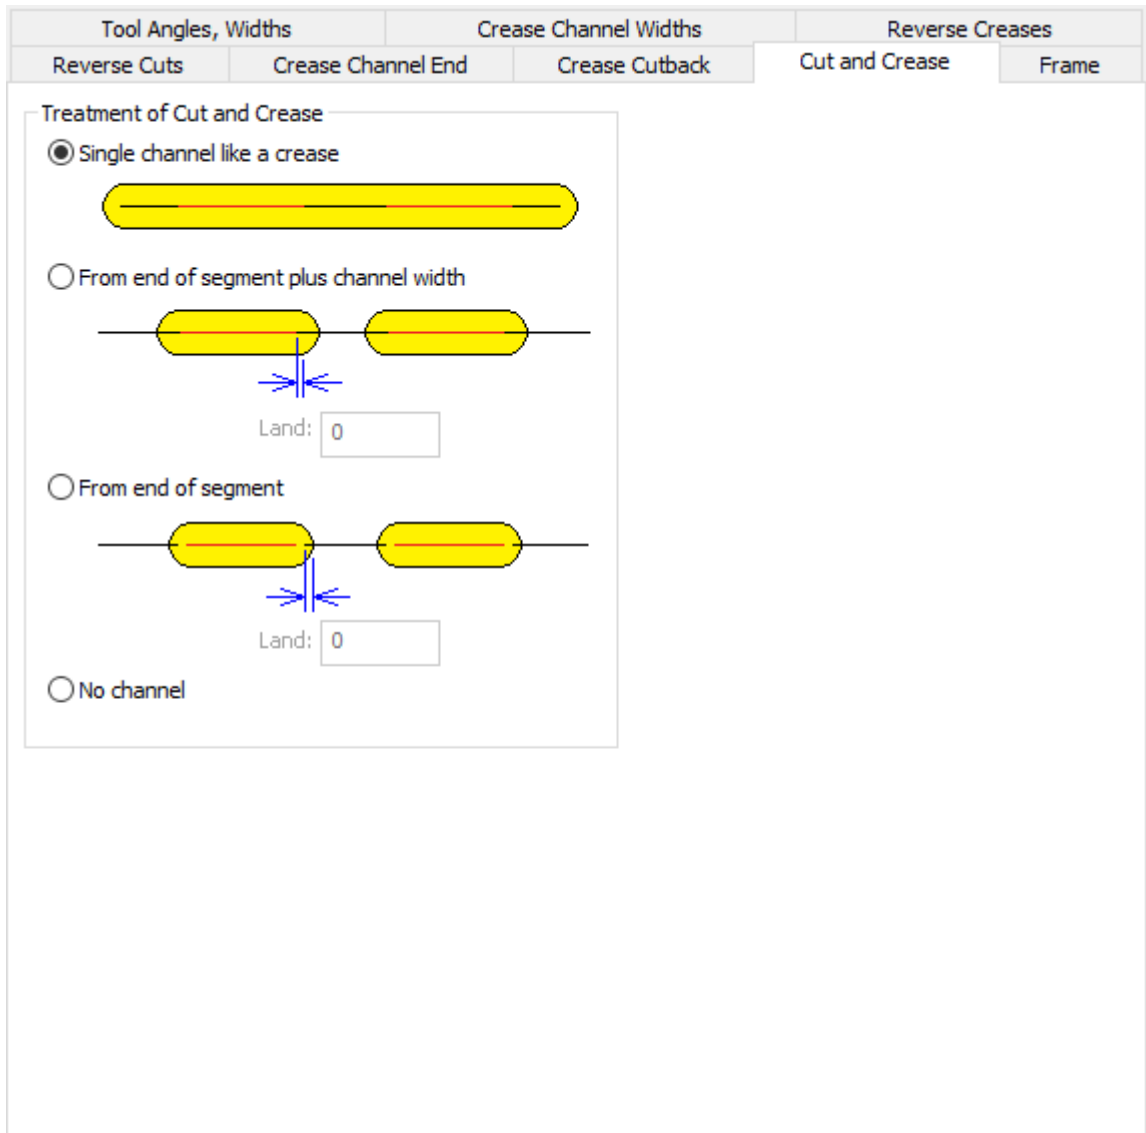 Tool Angles, Widths
Crease Channel Widths
Reverse Creases
Reverse Cuts
Crease Channel End
Crease Cutback
Cut and Crease
Frame
Treatment of Cut and Crease
Single channel like a crease
From end of segment plus channel width
Land: 0
From end of segment
Land: 0
No channel